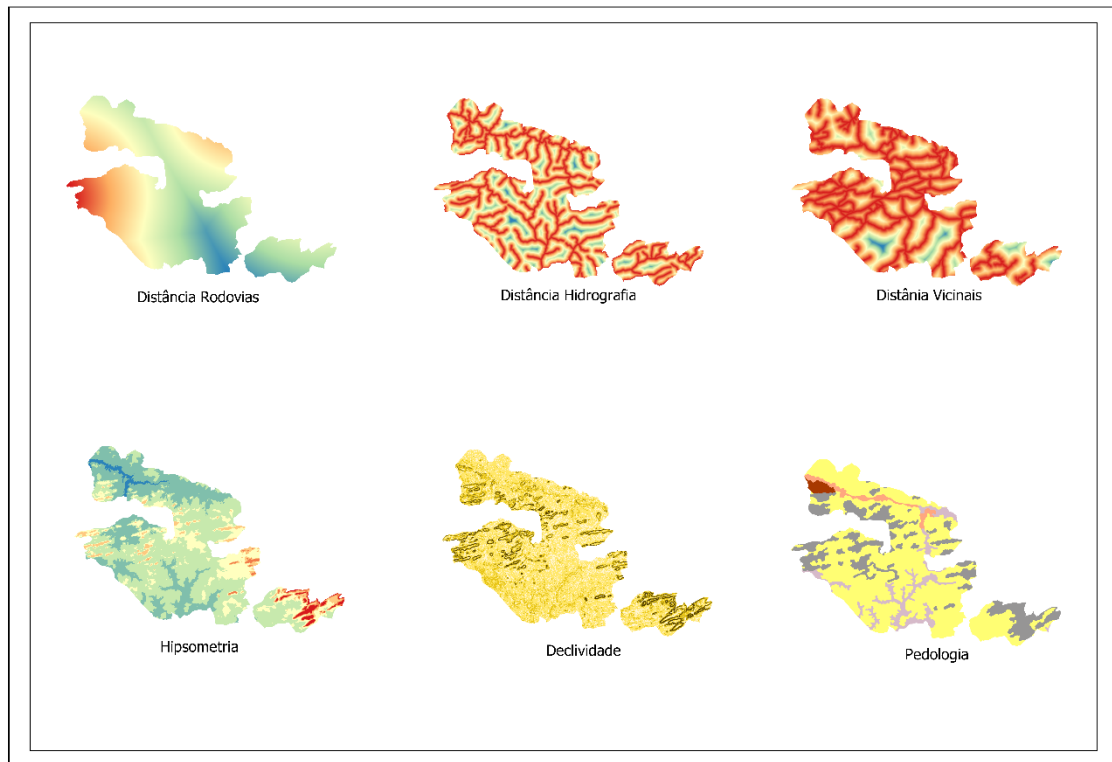 Distância Rodovias
Distância Hidrografia
Distânia Vicinais
Hipsometria
Declividade
Pedologia